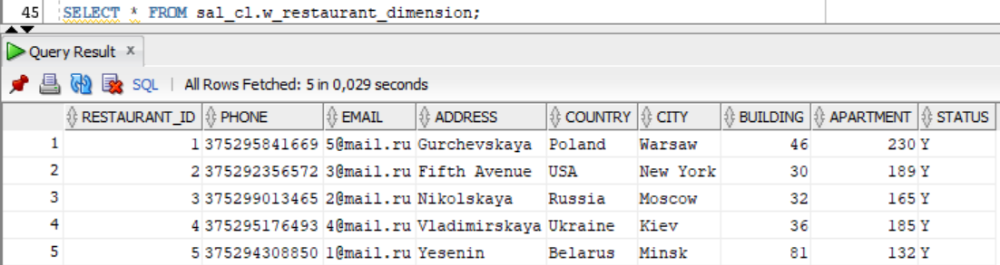 45 SELECT * FROM sal_cl.w_restaurant_dimension;
Query Result x
SQL | All Rows Fetched: 5 in 0,029 seconds
RESTAURANT_ID PHONE EMAIL ADDRESS COUNTRY CITY BUILDING APARTMENT STATUS
1 1 375295841669 5@mail.ru Gurchevskaya Poland Warsaw 46 230 Y
2 2 375292356572 3@mail.ru Fifth Avenue USA New York 30 189 Y
3 3 375299013465 2@mail.ru Nikolskaya Russia Moscow 32 165 Y
4 4 375295176493 4@mail.ru Vladimirskaya Ukraine Kiev 36 185 Y
5 5 375294308850 1@mail.ru Yesenin Belarus Minsk 81 132 Y